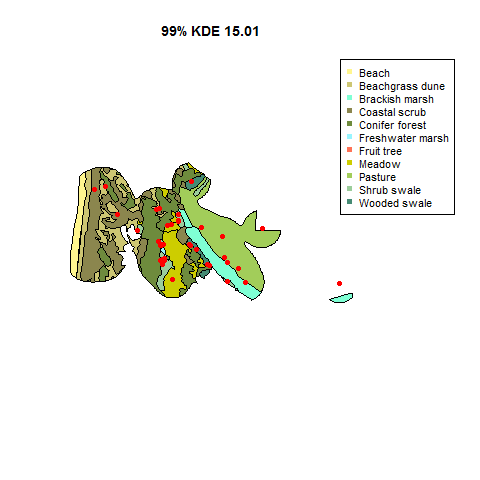 99% KDE 15.01
Beach
Beachgrass dune
Brackish marsh
Coastal scrub
Conifer forest
Freshwater marsh
Fruit tree
Meadow
Pasture
Shrub swale
Wooded swale